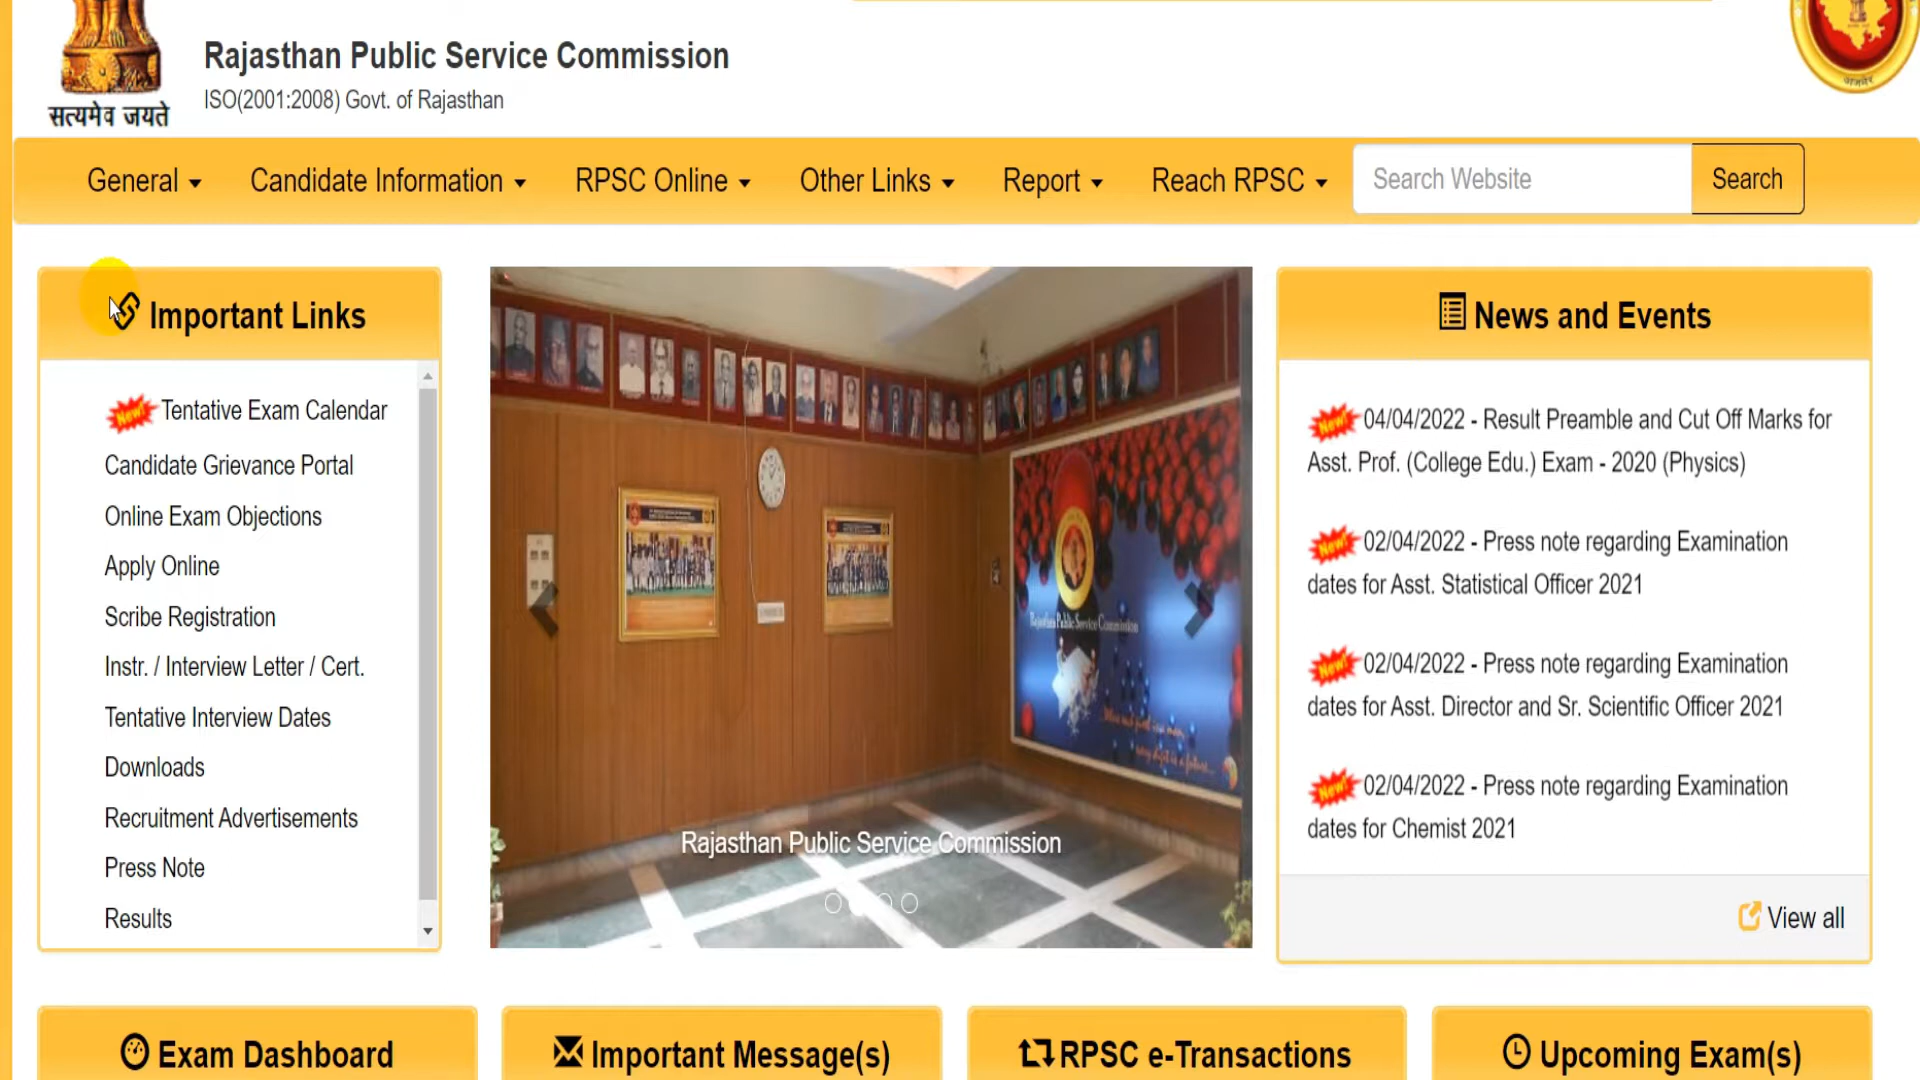 सत्यमेव जयते
Rajasthan Public Service Commission
ISO(2001:2008) Govt. of Rajasthan
अजमेर
General
Candidate Information
RPSC Online
Other Links
Report
Reach RPSC
Search Website
Search
Important Links
New! Tentative Exam Calendar
Candidate Grievance Portal
Online Exam Objections
Apply Online
Scribe Registration
Instr. / Interview Letter / Cert.
Tentative Interview Dates
Downloads
Recruitment Advertisements
Press Note
Results
Rajasthan Public Service Commission
Rajasthan Public Service Commission
News and Events
New! 04/04/2022 - Result Preamble and Cut Off Marks for
Asst. Prof. (College Edu.) Exam - 2020 (Physics)
New! 02/04/2022 - Press note regarding Examination
dates for Asst. Statistical Officer 2021
New! 02/04/2022 - Press note regarding Examination
dates for Asst. Director and Sr. Scientific Officer 2021
New! 02/04/2022 - Press note regarding Examination
dates for Chemist 2021
View all
Exam Dashboard
Important Message(s)
RPSC e-Transactions
Upcoming Exam(s)